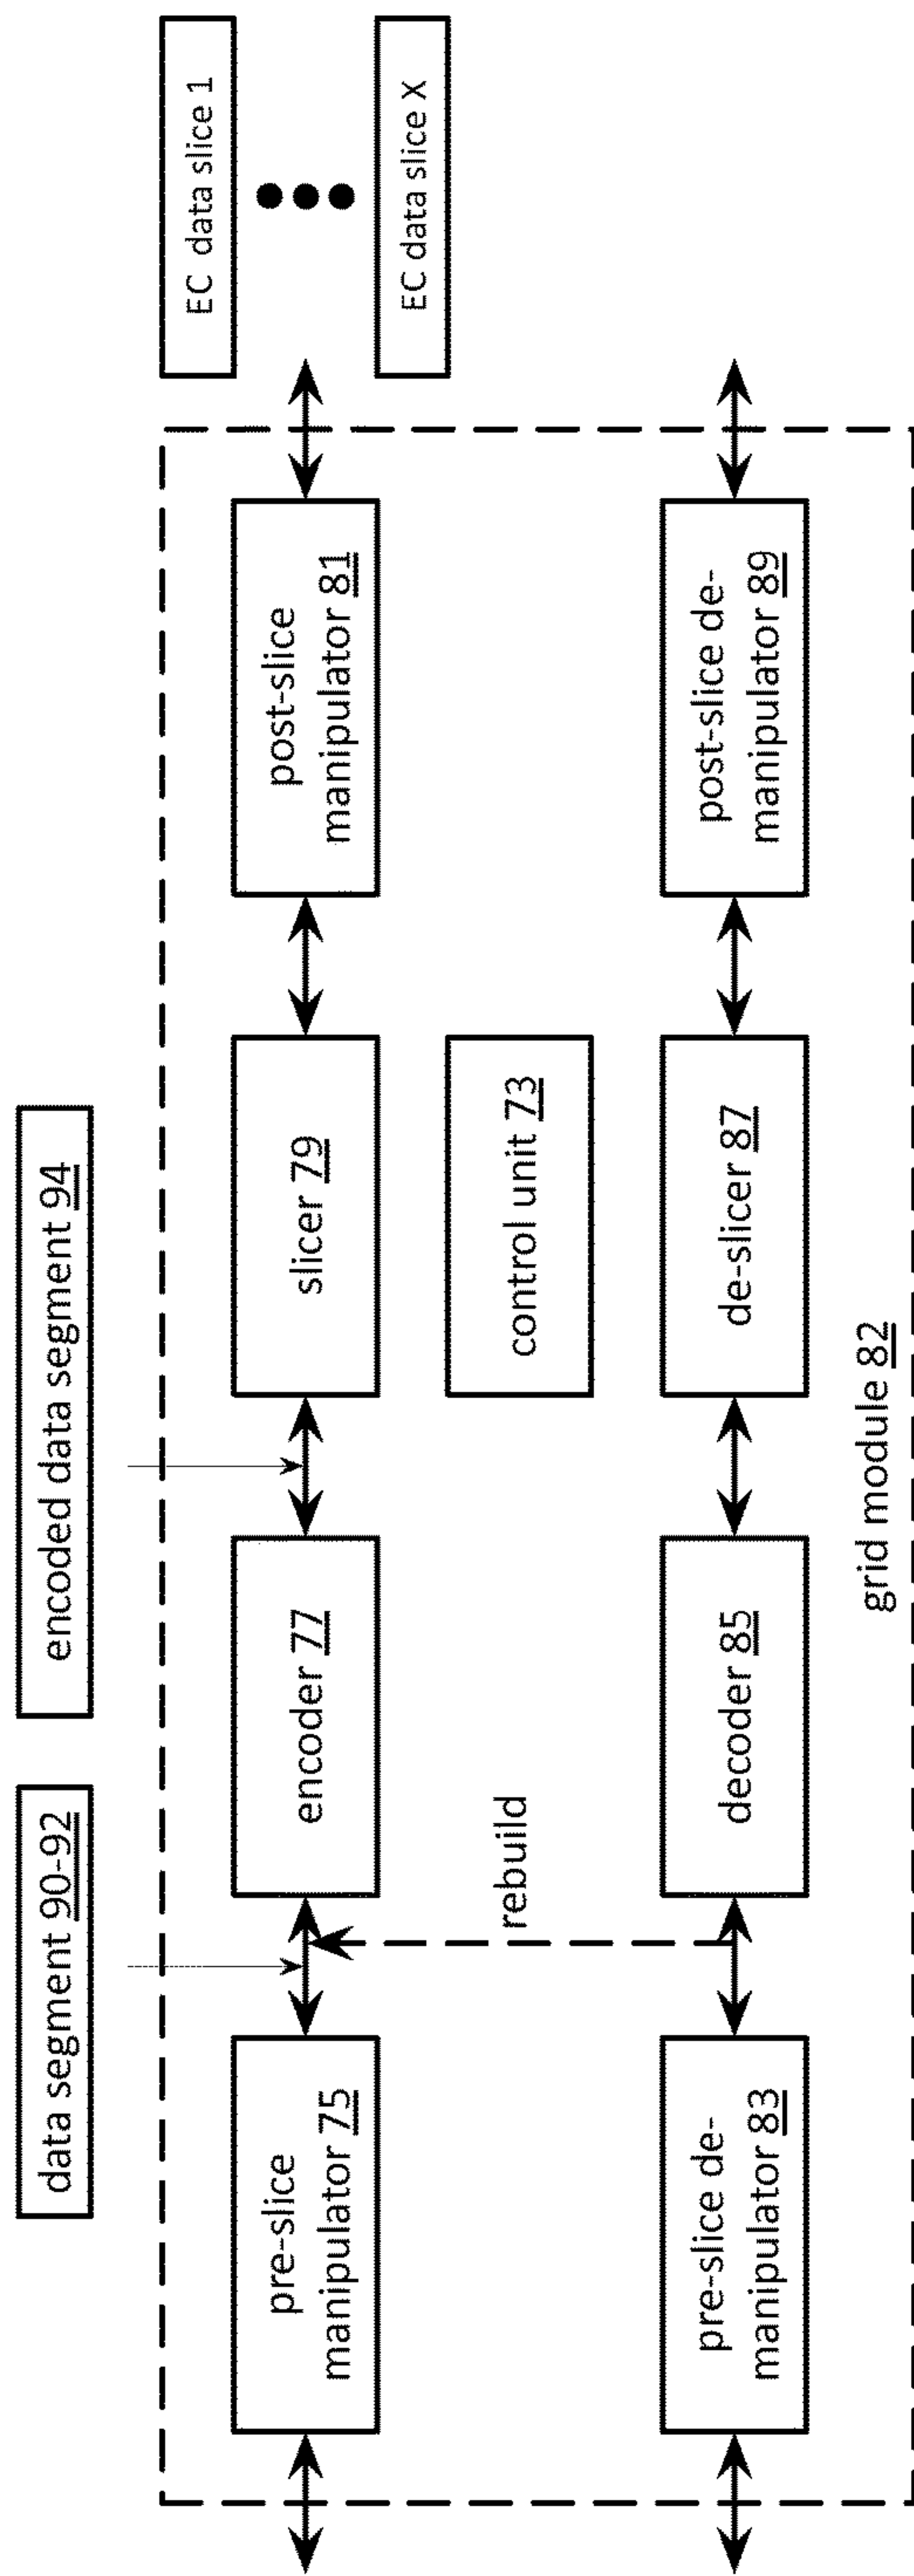 data segment 90-92
encoded data segment 94
EC data slice 1
EC data slice X
pre-slice
manipulator 75
encoder 77
slicer 79
post-slice
manipulator 81
rebuild
control unit 73
pre-slice de-
manipulator 83
decoder 85
de-slicer 87
post-slice de-
manipulator 89
grid module 82